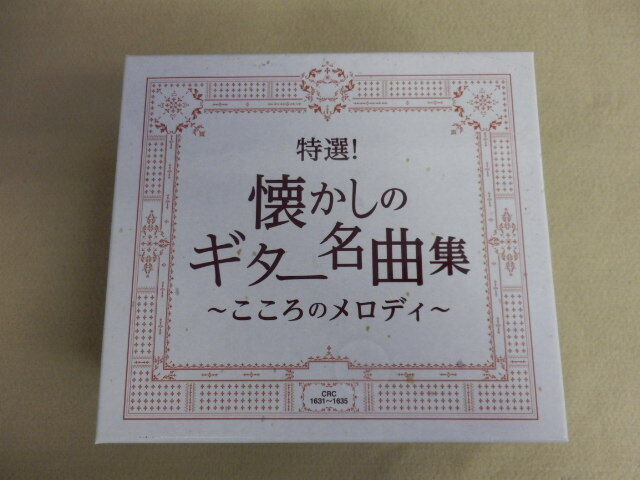 特選!
懐かしの
ギター名曲集
~こころのメロディ~
CRC
1631~1635